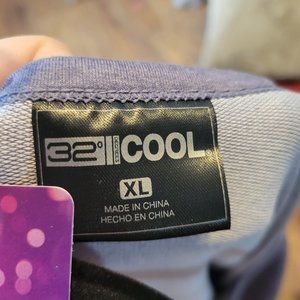 32° COOL
XL
MADE IN CHINA
HECHO EN CHINA